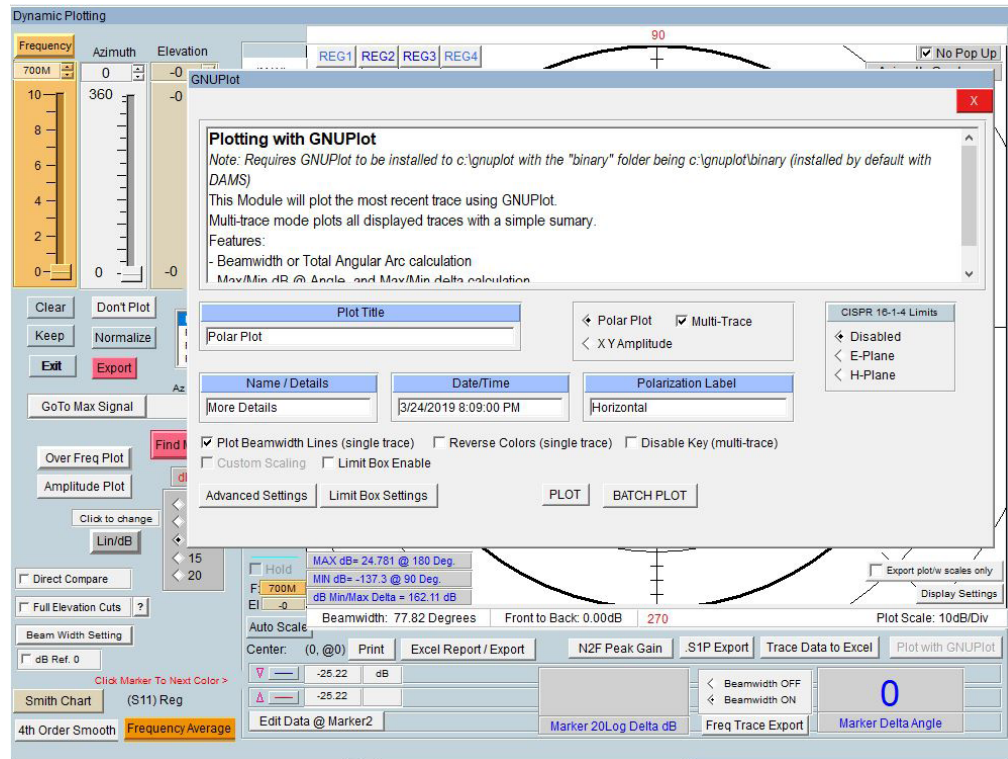 Dynamic Plotting
90
Frequency Azimuth Elevation
REG1 REG2 REG3 REG4
No Pop Up
700M 0 -0
GNUPlot
X
10 360 -0
8
6
4
2
0 0 -0
Plotting with GNUPlot
Note: Requires GNUPlot to be installed to c:\gnuplot with the "binary" folder being c:\gnuplot\binary (installed by default with
DAMS)
This Module will plot the most recent trace using GNUPlot.
Multi-trace mode plots all displayed traces with a simple sumary.
Features:
- Beamwidth or Total Angular Arc calculation
- Max/Min dB @ Angle, and Max/Min delta calculation
Clear Don't Plot
Keep Normalize
Exit Export
Az
GoTo Max Signal
Find
Over Freq Plot
Amplitude Plot
Click to change
Lin/dB
15
20
Plot Title
Polar Plot
Polar Plot Multi-Trace
X Y Amplitude
CISPR 16-1-4 Limits
Disabled
E-Plane
H-Plane
Name / Details Date/Time Polarization Label
More Details 3/24/2019 8:09:00 PM Horizontal
Plot Beamwidth Lines (single trace) Reverse Colors (single trace) Disable Key (multi-trace)
Custom Scaling Limit Box Enable
Advanced Settings Limit Box Settings PLOT BATCH PLOT
Direct Compare
Full Elevation Cuts ?
Beam Width Setting
dB Ref. 0
Click Marker To Next Color >
Smith Chart (S11) Reg
4th Order Smooth Frequency Average
Hold
F: 700M
El -0
Auto Scale
MAX dB= 24.781 @ 180 Deg.
MIN dB= -137.3 @ 90 Deg.
dB Min/Max Delta = 162.11 dB
Export plot/w scales only
Display Settings
Beamwidth: 77.82 Degrees Front to Back: 0.00dB 270 Plot Scale: 10dB/Div
Center: (0, @0) Print Excel Report / Export N2F Peak Gain .S1P Export Trace Data to Excel Plot with GNUPlot
-25.22 dB
-25.22
Edit Data @ Marker2
Marker 20Log Delta dB
Beamwidth OFF
Beamwidth ON
Freq Trace Export
0
Marker Delta Angle